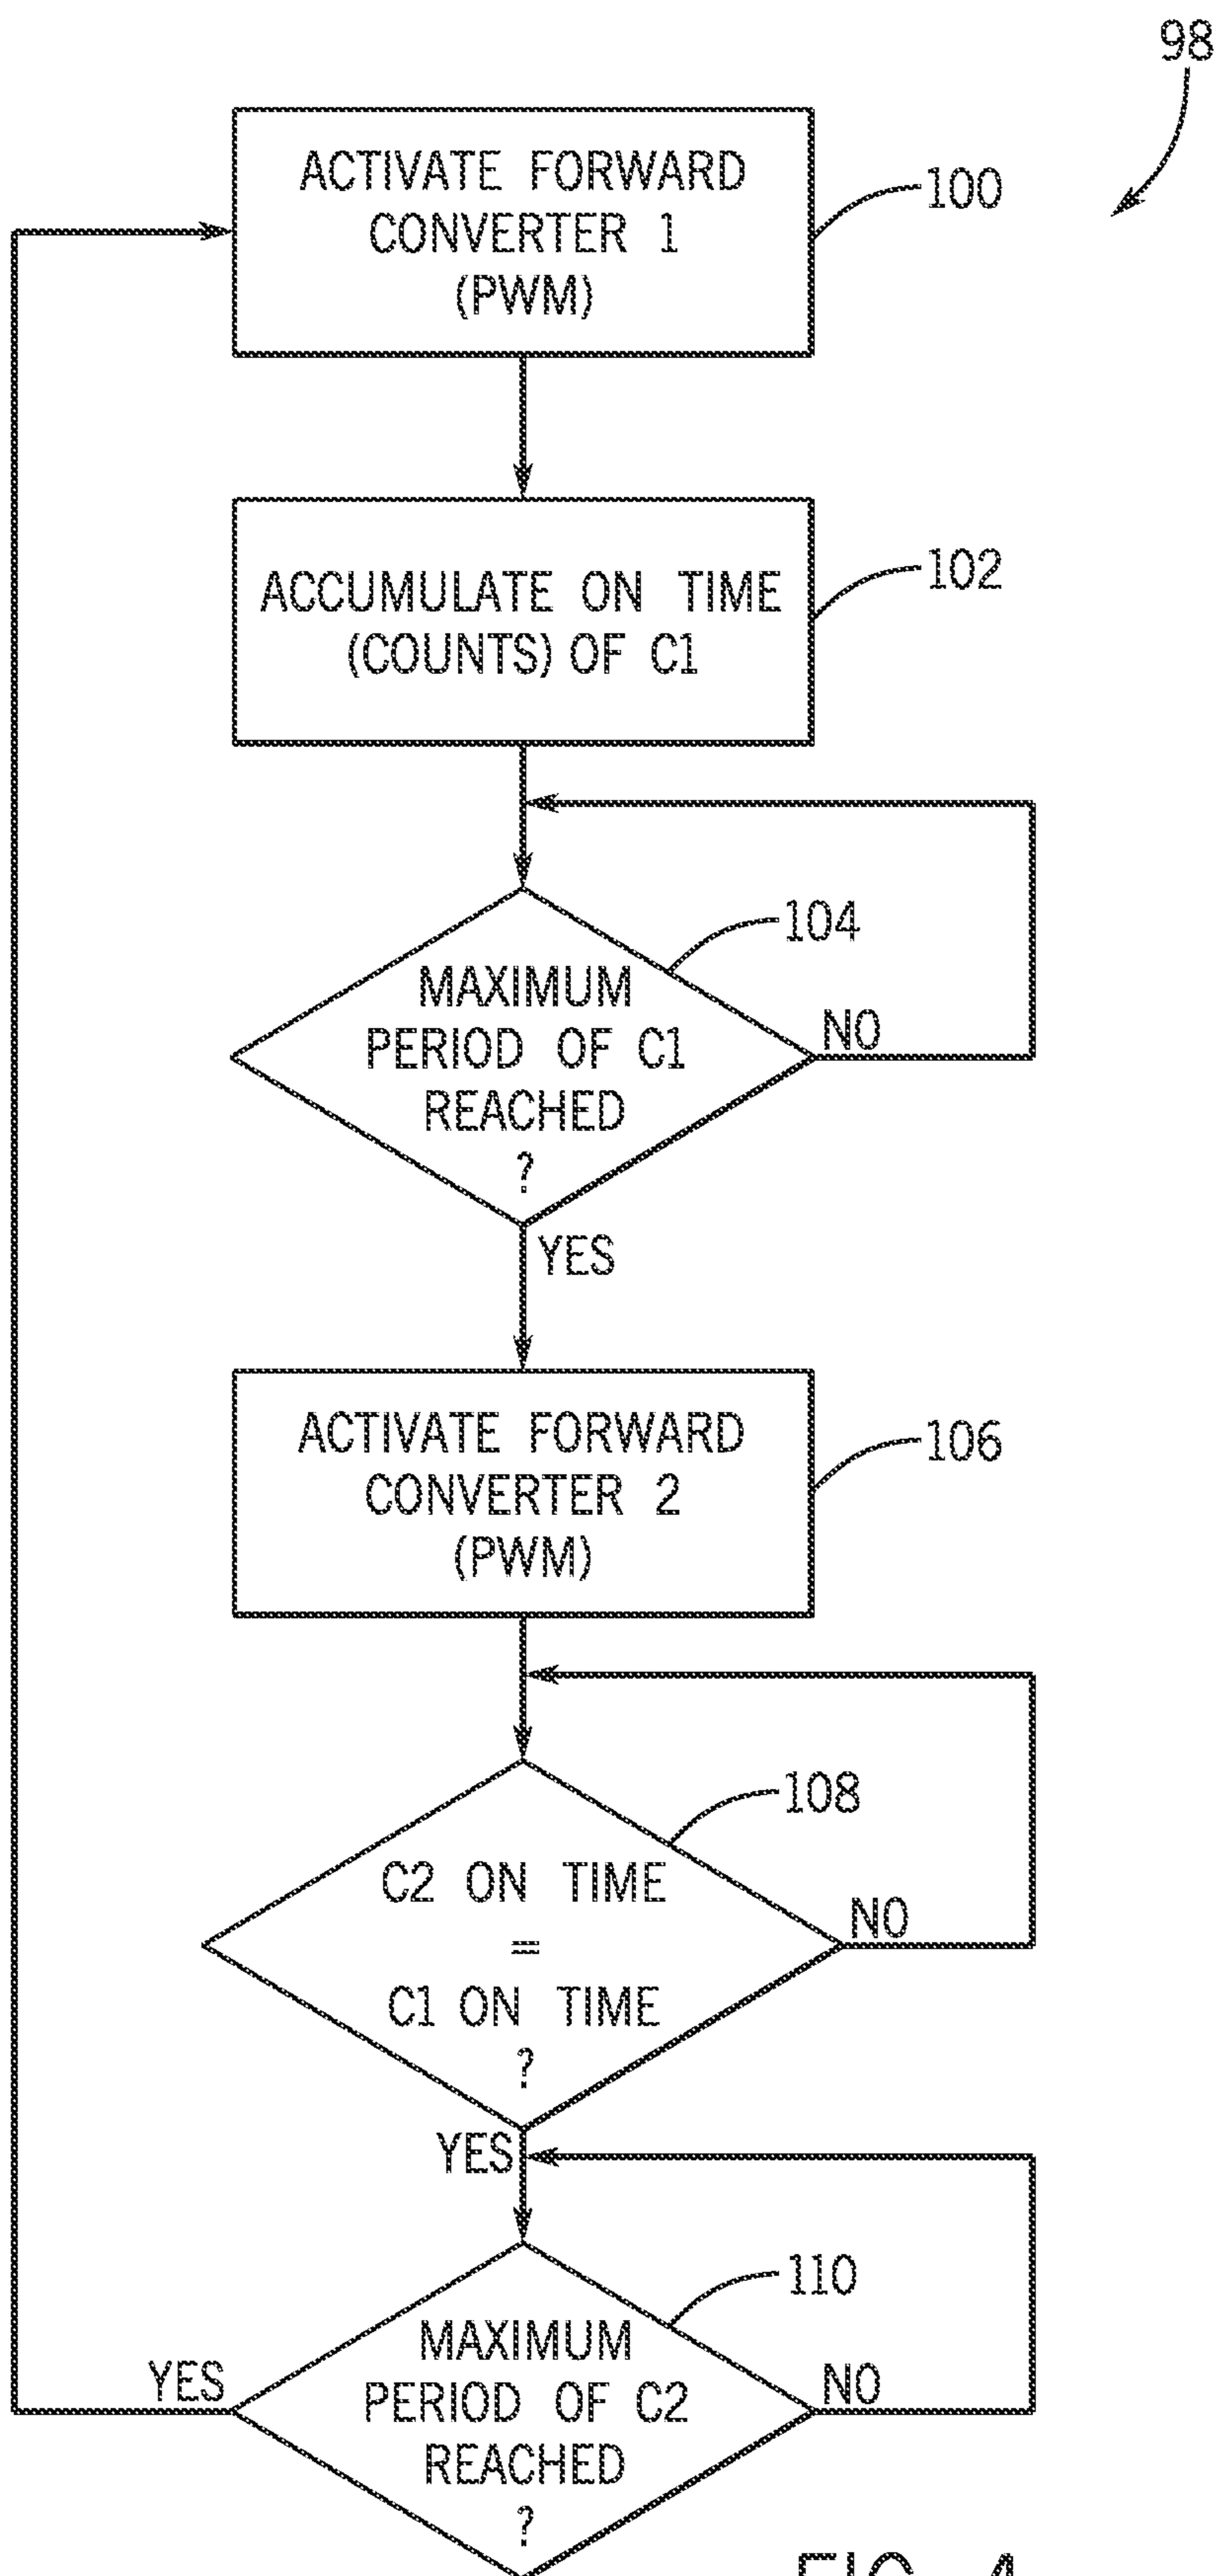 98
ACTIVATE FORWARD
CONVERTER 1
(PWM)
100
ACCUMULATE ON TIME
(COUNTS) OF C1
102
104
MAXIMUM
PERIOD OF C1
REACHED
?
NO
YES
ACTIVATE FORWARD
CONVERTER 2
(PWM)
106
108
C2 ON TIME
=
C1 ON TIME
?
NO
YES
110
MAXIMUM
PERIOD OF C2
REACHED
?
YES
NO
FIG. 4